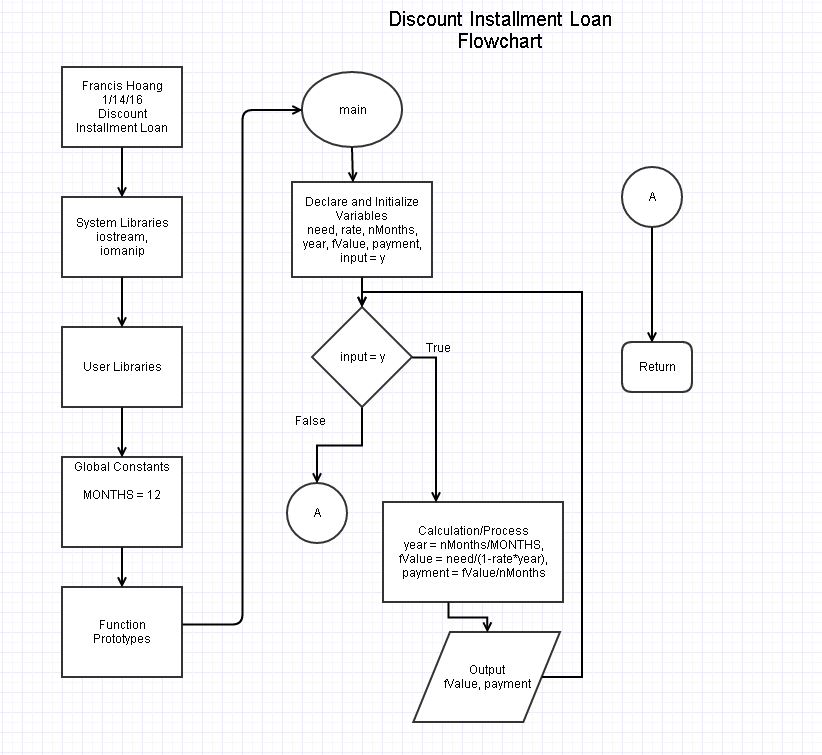 Discount Installment Loan
Flowchart
Francis Hoang
1/14/16
Discount
Installment Loan
System Libraries
iostream,
iomanip
User Libraries
Global Constants
MONTHS = 12
Function
Prototypes
main
Declare and Initialize
Variables
need, rate, nMonths,
year, fValue, payment,
input = y
input = y
True
False
A
Calculation/Process
year = nMonths/MONTHS,
fValue = need/(1-rate*year),
payment = fValue/nMonths
Output
fValue, payment
A
Return